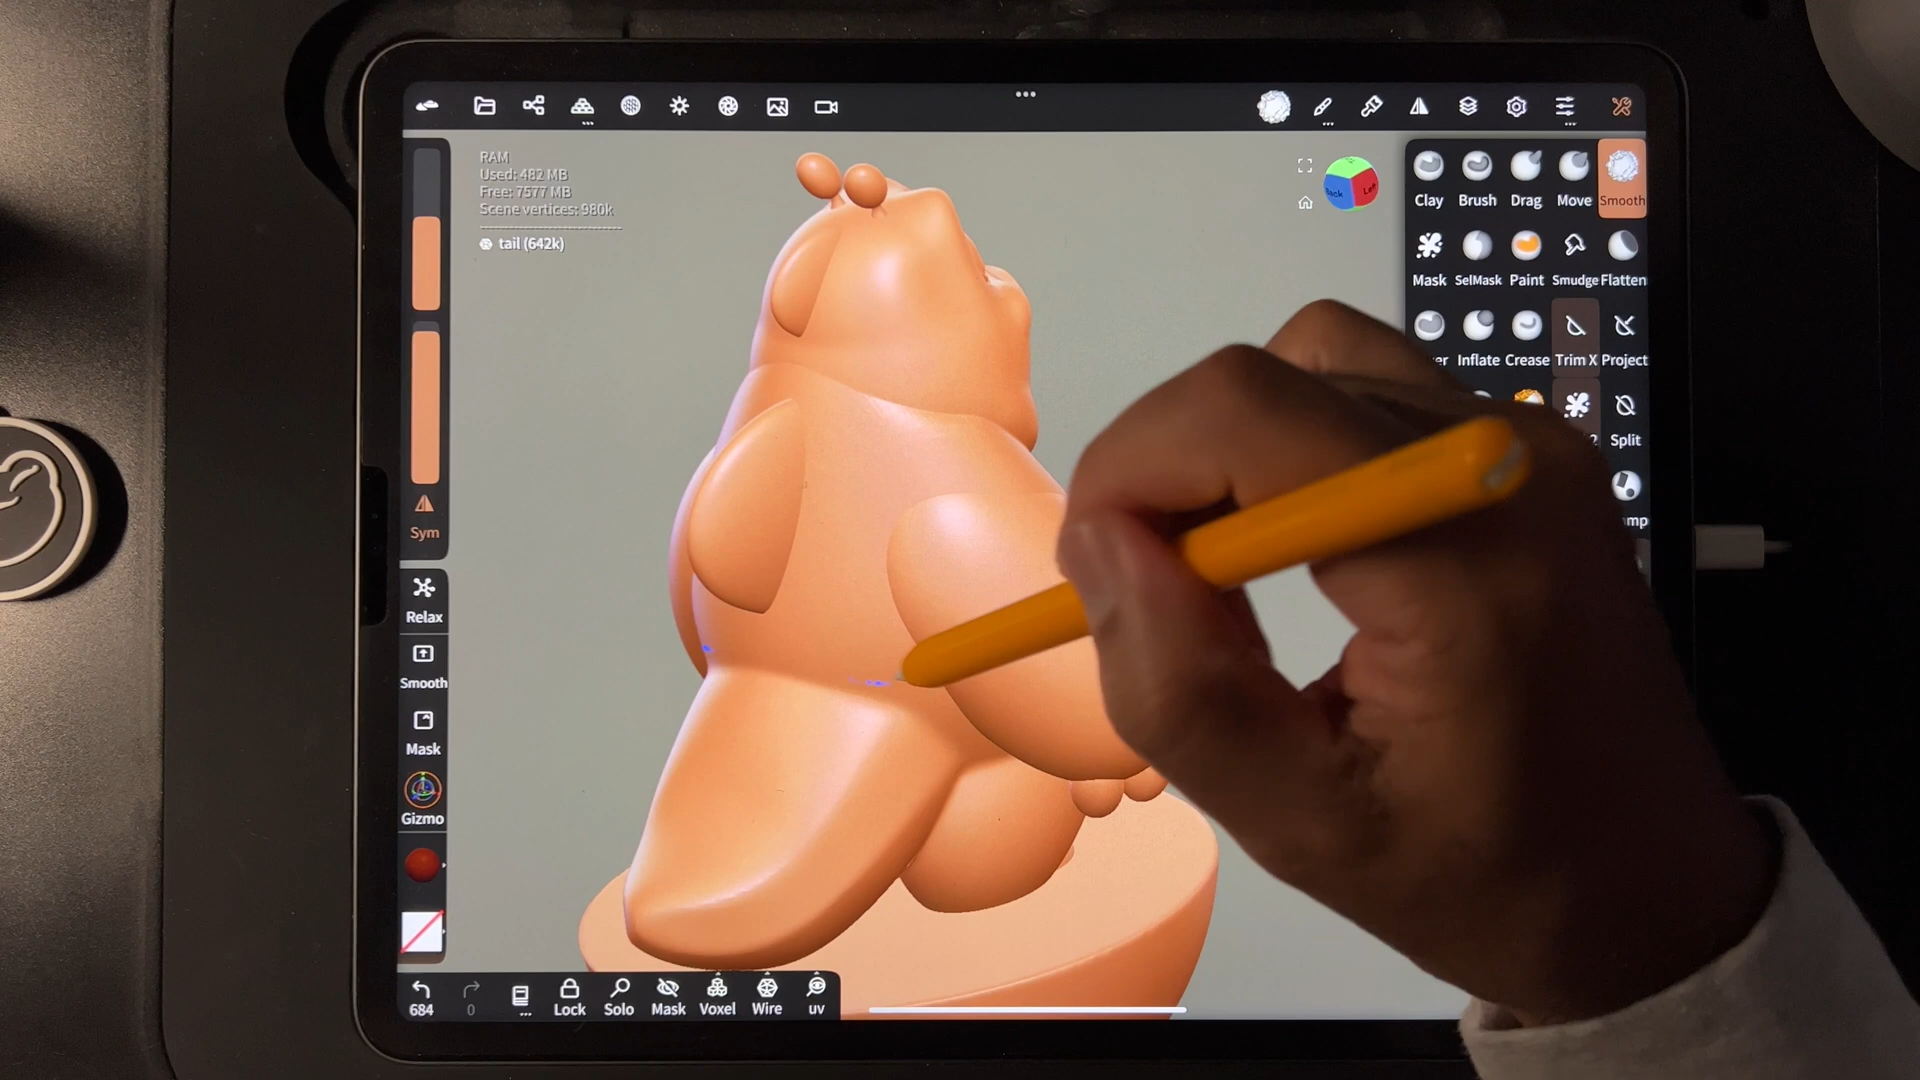 RAM
Used: 482 MB
Free: 7577 MB
Scene vertices: 980k
tail (642k)
Back
Clay Brush Drag Move Smooth
Mask SelMask Paint Smudge Flatten
Inflate Crease Trim X Project
Split
Sym
Relax
Smooth
Mask
Gizmo
684 0 Lock Solo Mask Voxel Wire uv